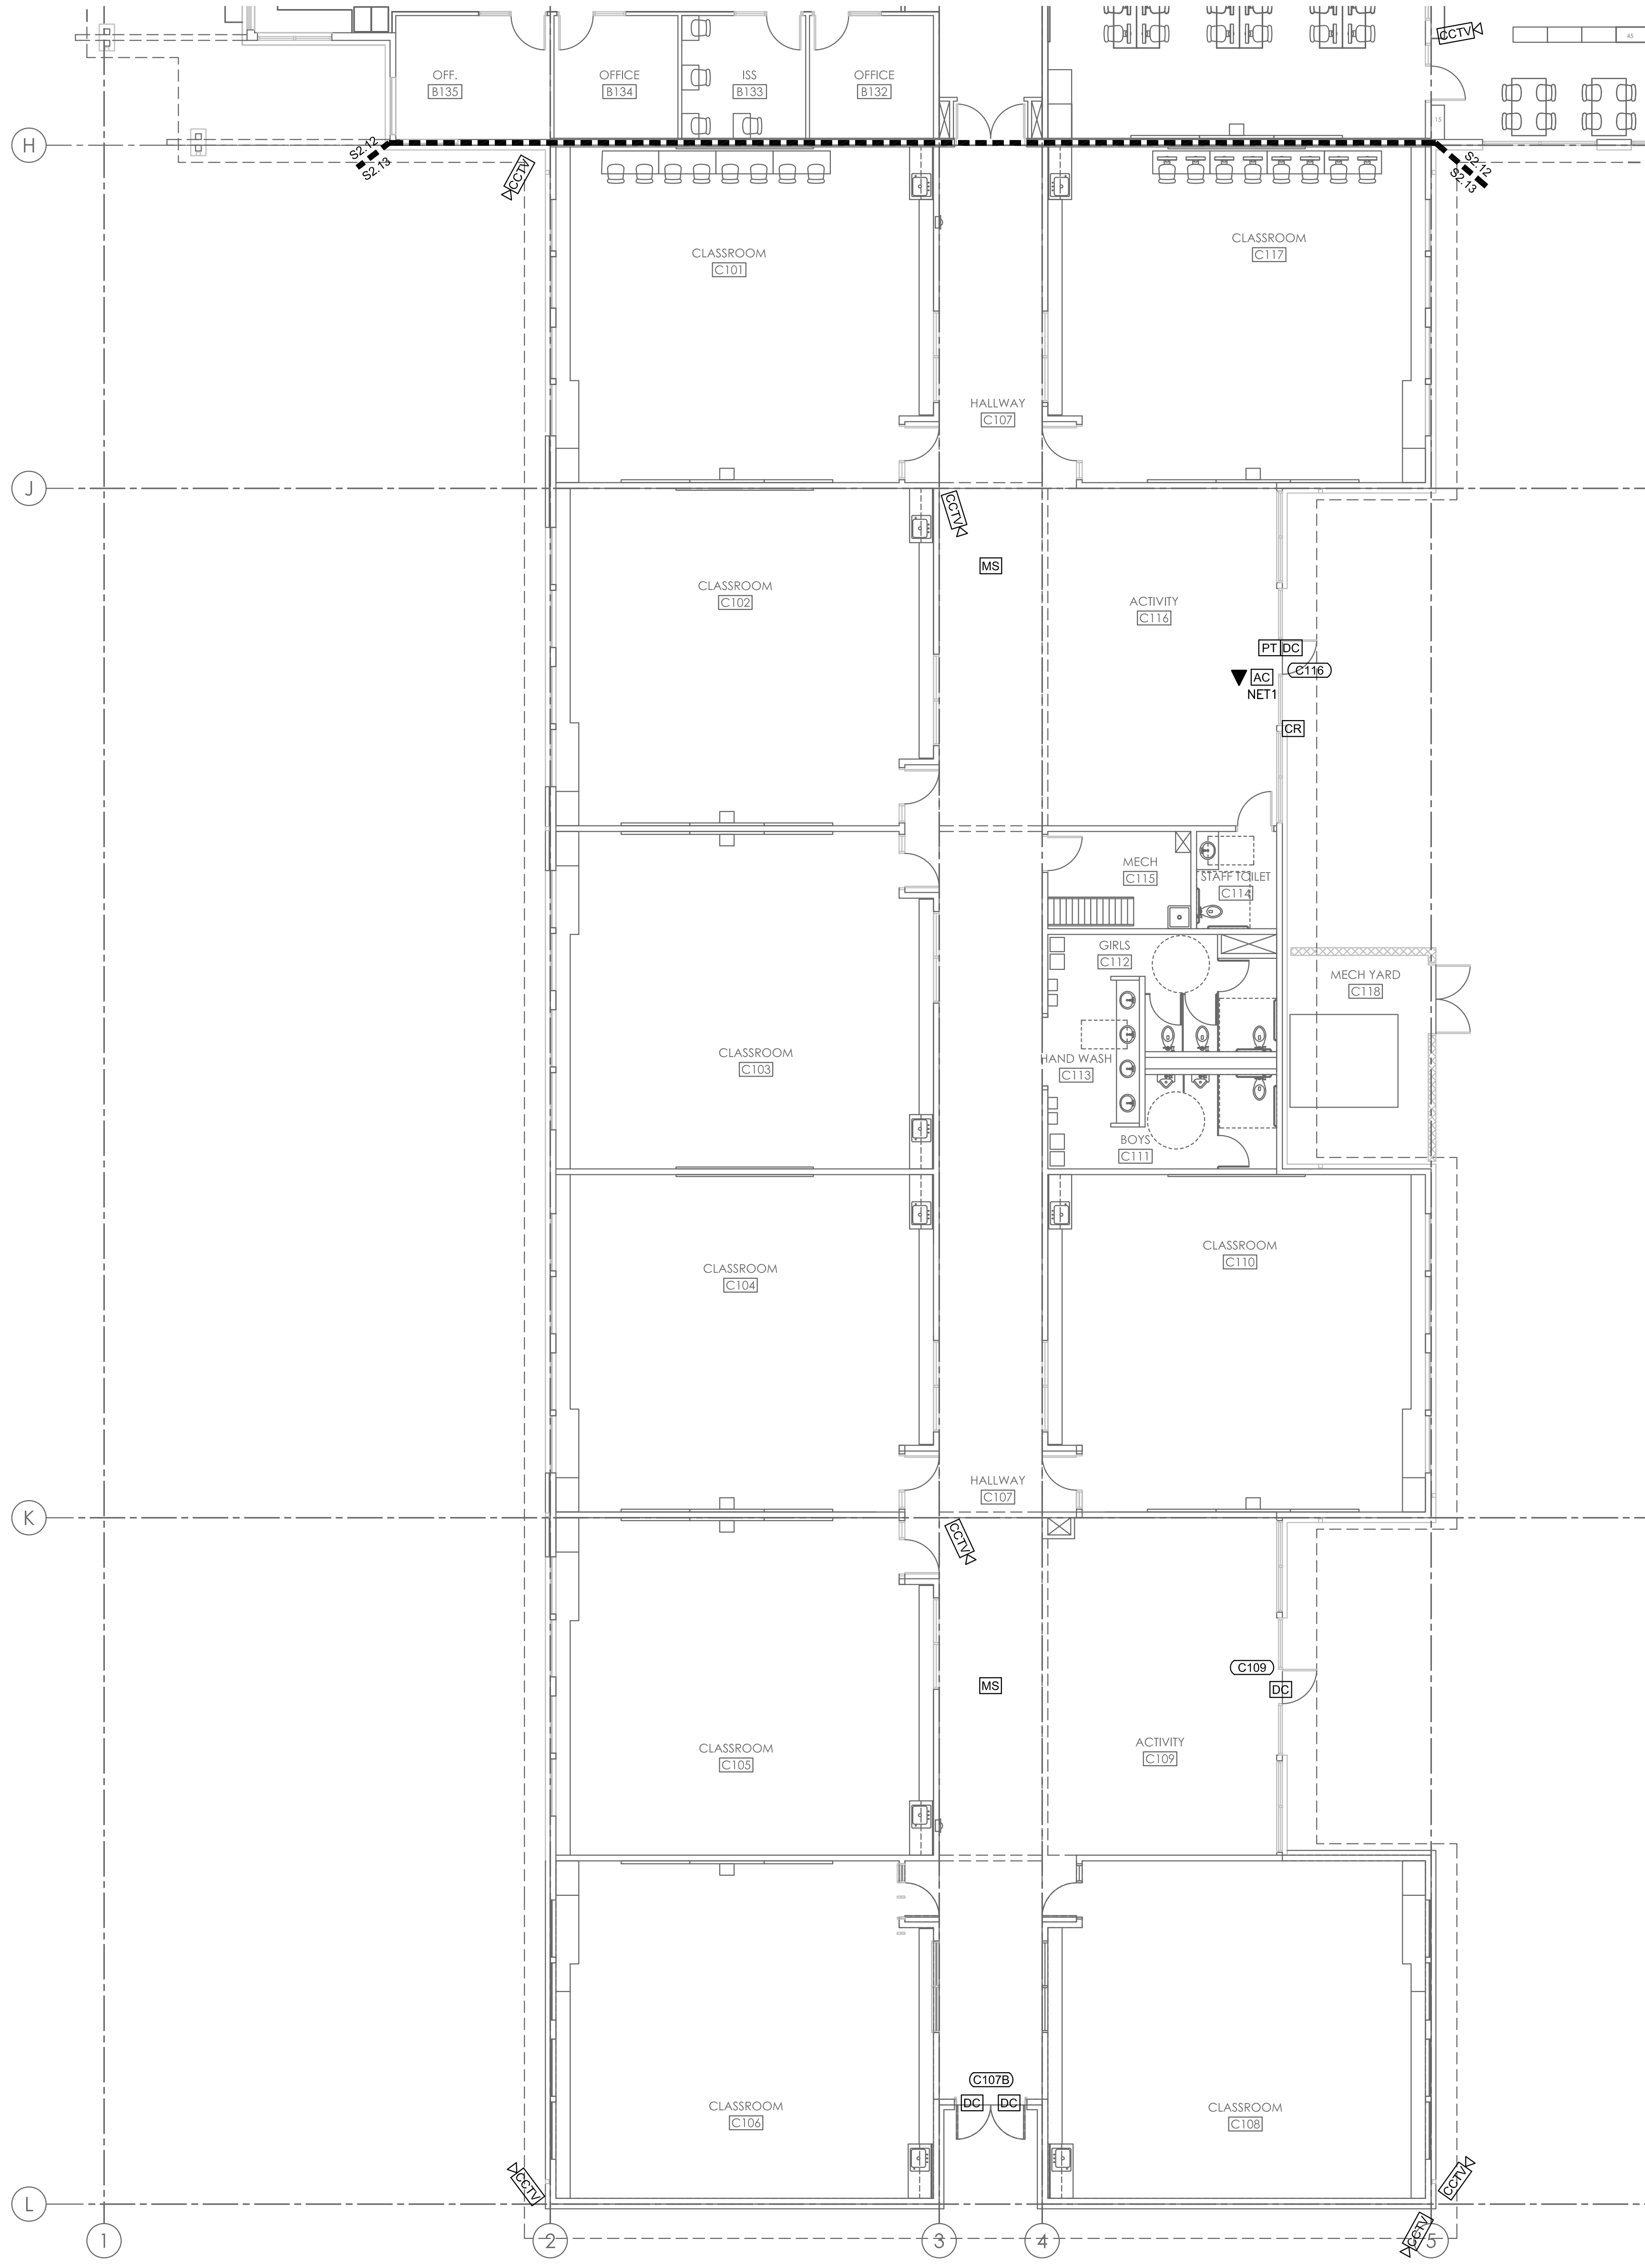 CCTV
45
OFF.
B135
OFFICE
B134
ISS
B133
OFFICE
B132
15
H
S2.12
S2.13
CCTV
S2.12
S2.13
CLASSROOM
C101
CLASSROOM
C117
HALLWAY
C107
J
CCTV
MS
CLASSROOM
C102
ACTIVITY
C116
PT
DC
C116
AC
NET1
CR
MECH
C115
STAFF TOILET
C114
GIRLS
C112
MECH YARD
C118
CLASSROOM
C103
HAND WASH
C113
BOYS
C111
CLASSROOM
C110
CLASSROOM
C104
HALLWAY
C107
K
CCTV
C109
DC
MS
CLASSROOM
C105
ACTIVITY
C109
C107B
DC
DC
CLASSROOM
C106
CLASSROOM
C108
CCTV
CCTV
L
CCTV
1
2
3
4
5